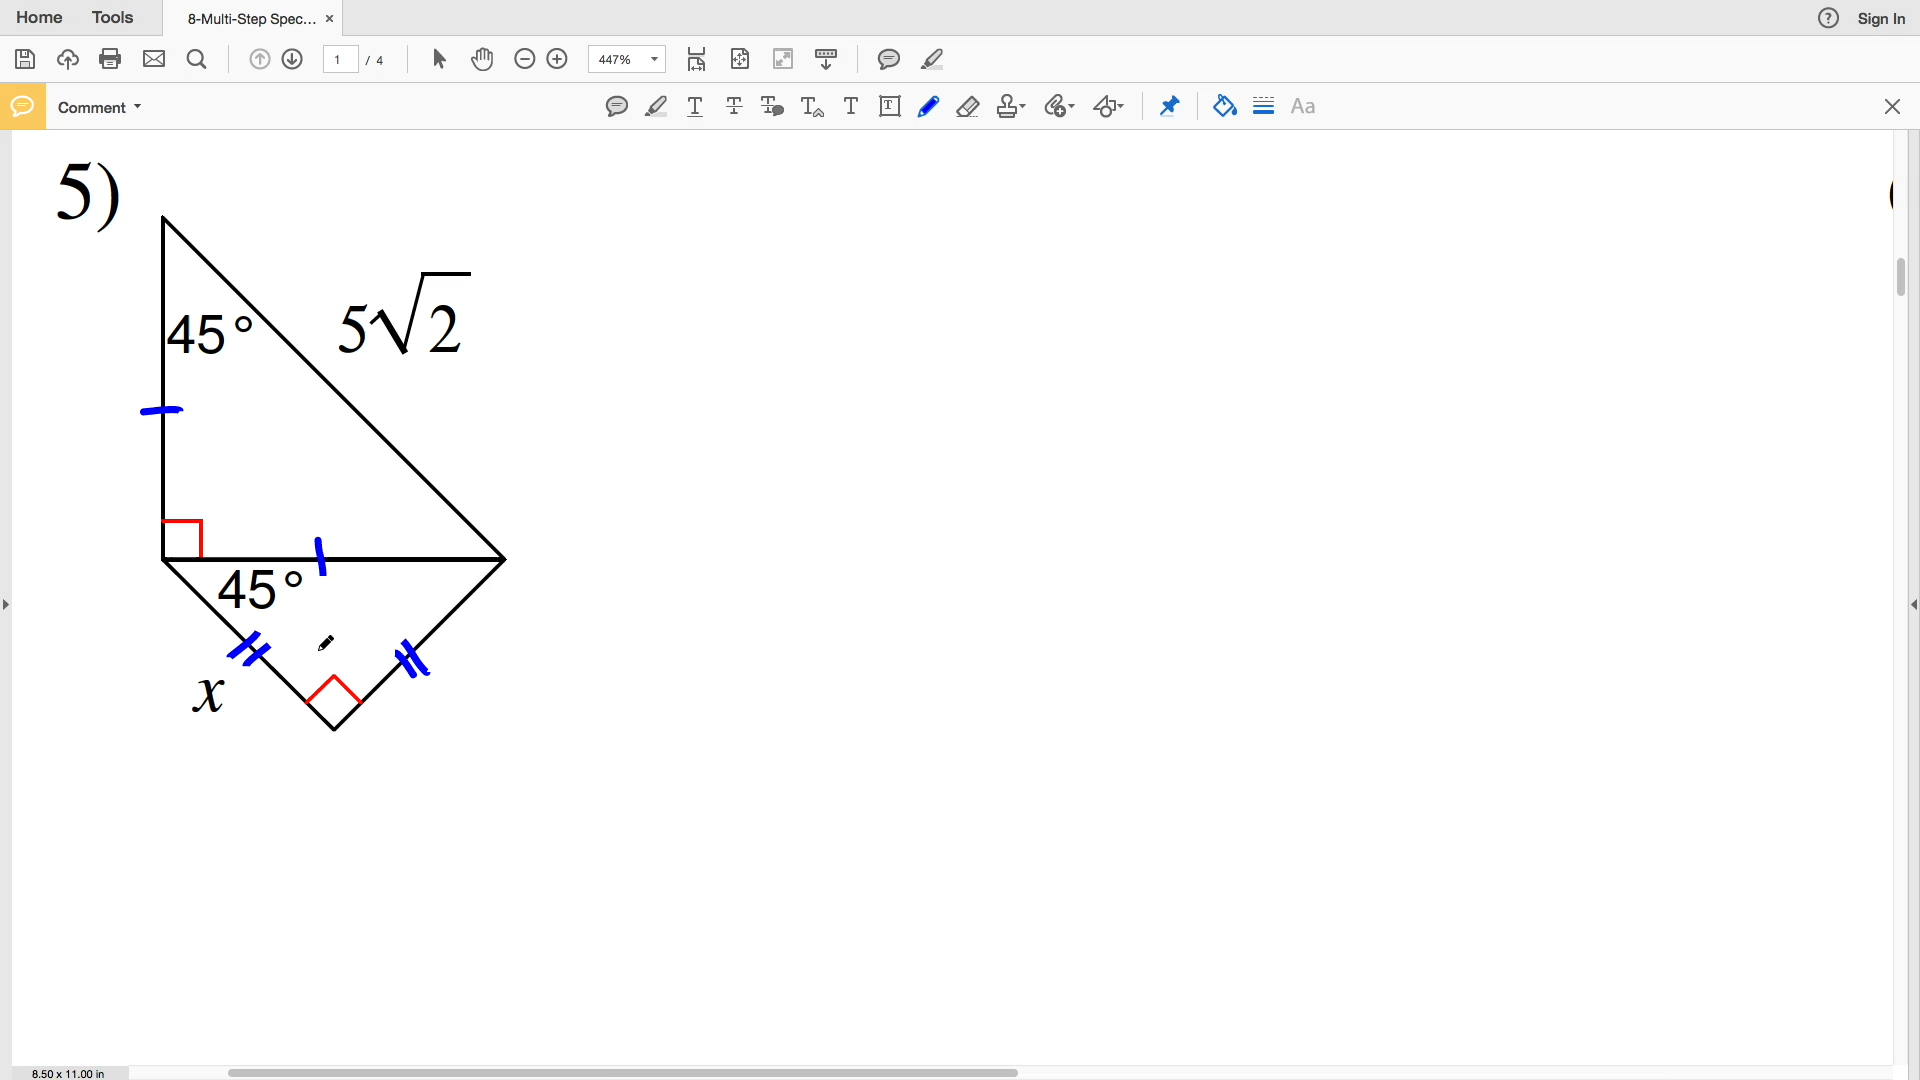 Home Tools 8-Multi-Step Spec... × ? Sign In
1 / 4 447%
Comment T T T T T T Aa
5)
45°
5√2
45°
x
8.50 x 11.00 in